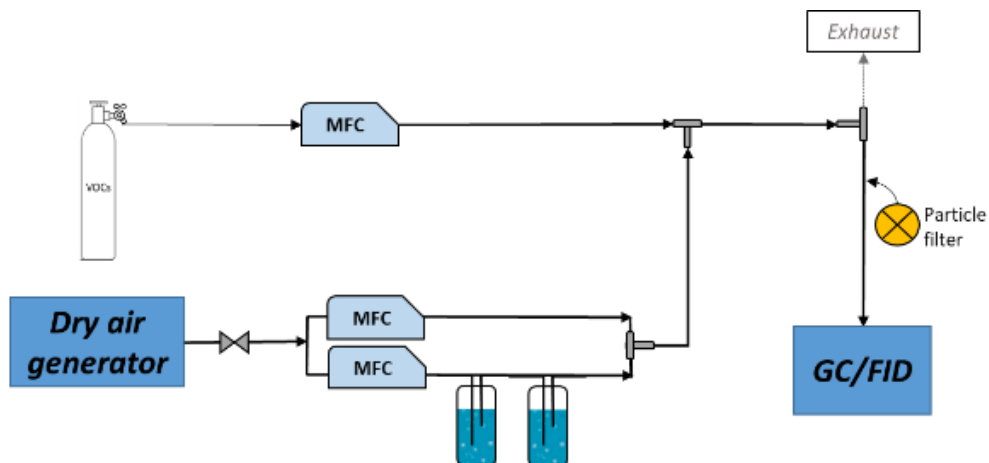 Exhaust
MFC
VOCs
Particle
filter
Dry air
generator
MFC
MFC
GC/FID